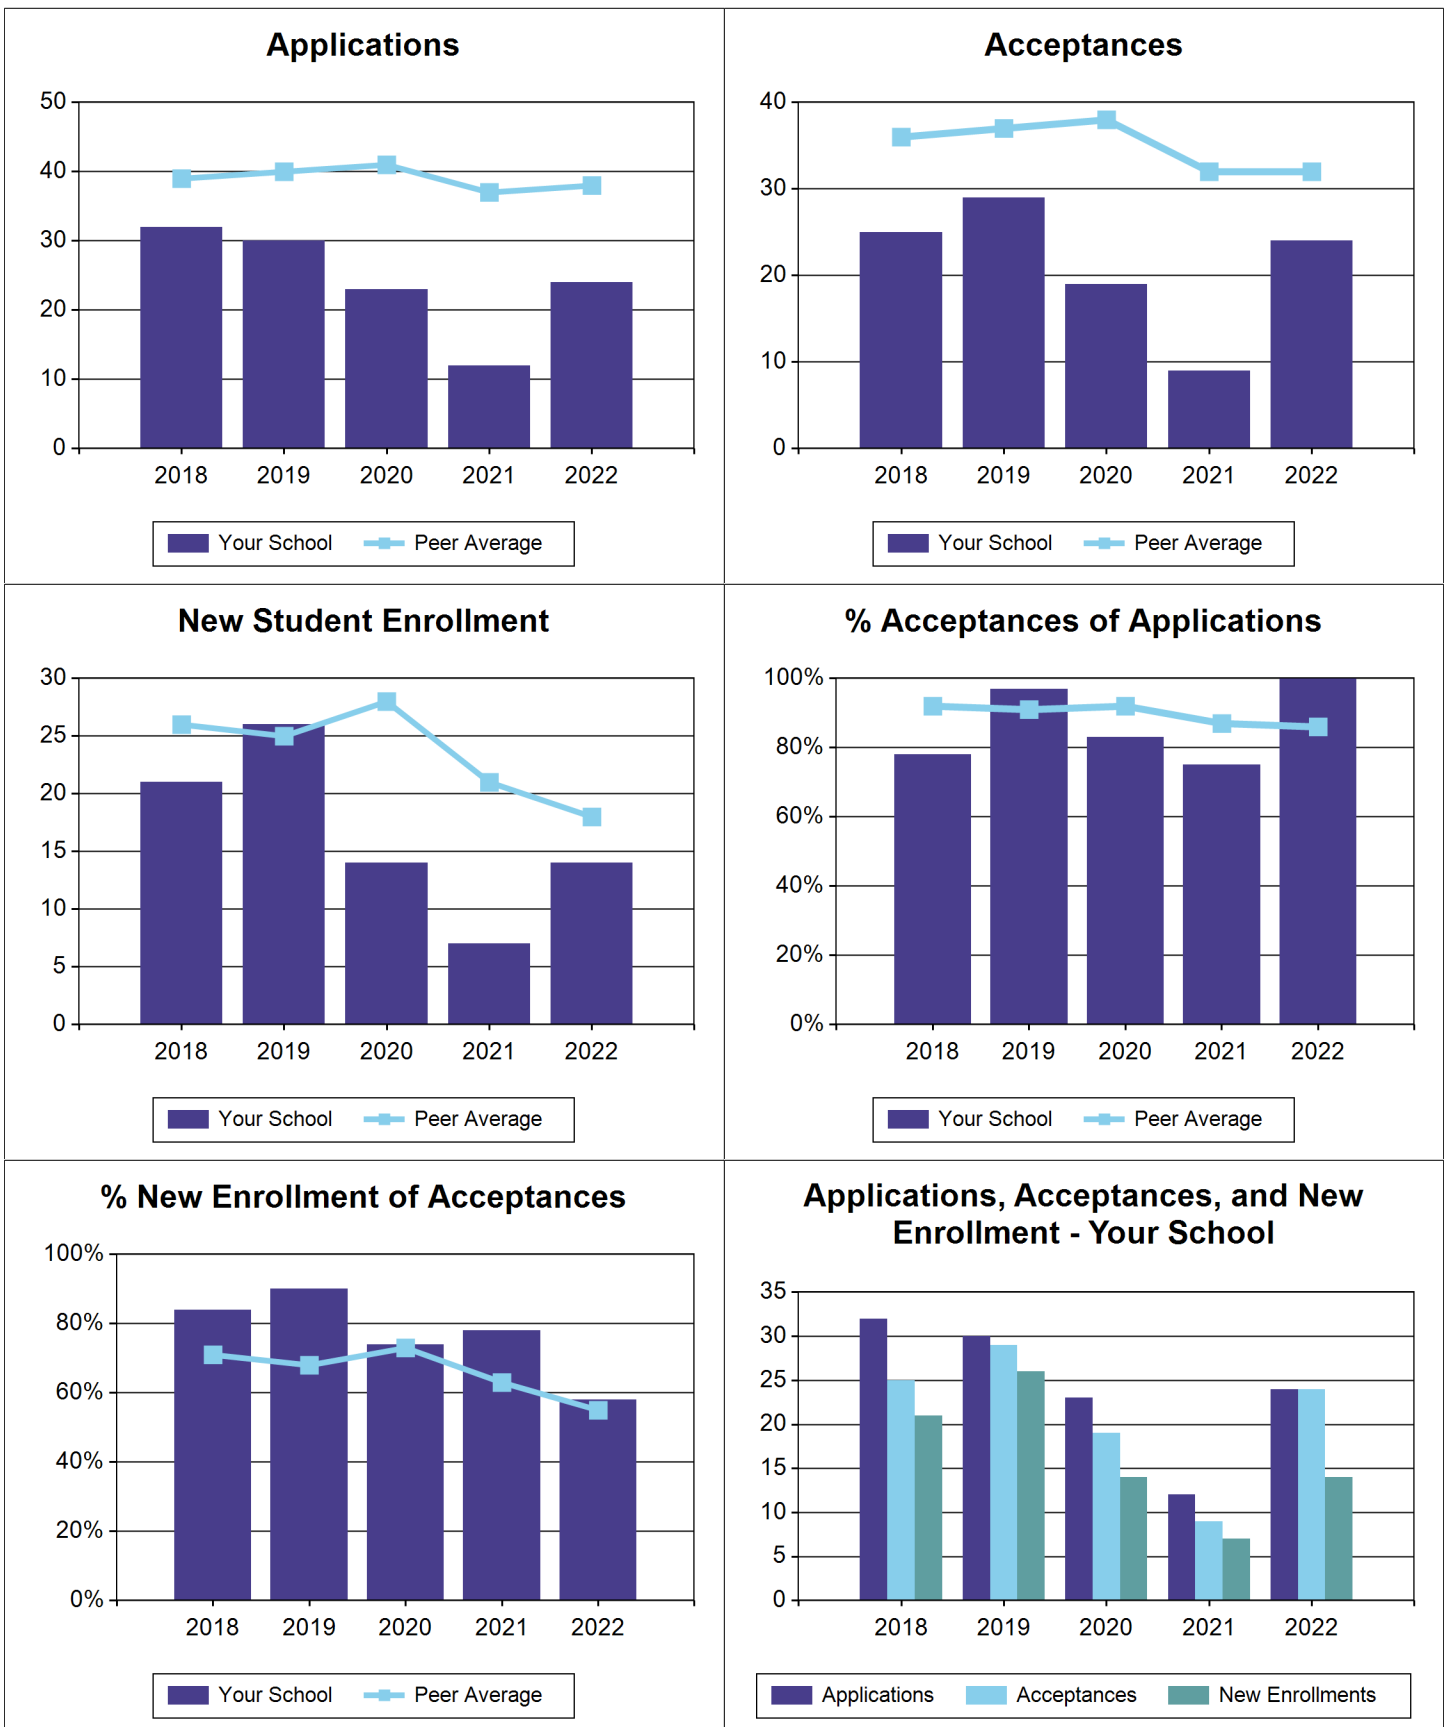 Applications
50
40
30
20
10
0
2018 2019 2020 2021 2022
Your School Peer Average
Acceptances
40
30
20
10
0
2018 2019 2020 2021 2022
Your School Peer Average
New Student Enrollment
30
25
20
15
10
5
0
2018 2019 2020 2021 2022
Your School Peer Average
% Acceptances of Applications
100%
80%
60%
40%
20%
0%
2018 2019 2020 2021 2022
Your School Peer Average
% New Enrollment of Acceptances
100%
80%
60%
40%
20%
0%
2018 2019 2020 2021 2022
Your School Peer Average
Applications, Acceptances, and New
Enrollment - Your School
35
30
25
20
15
10
5
0
2018 2019 2020 2021 2022
Applications Acceptances New Enrollments